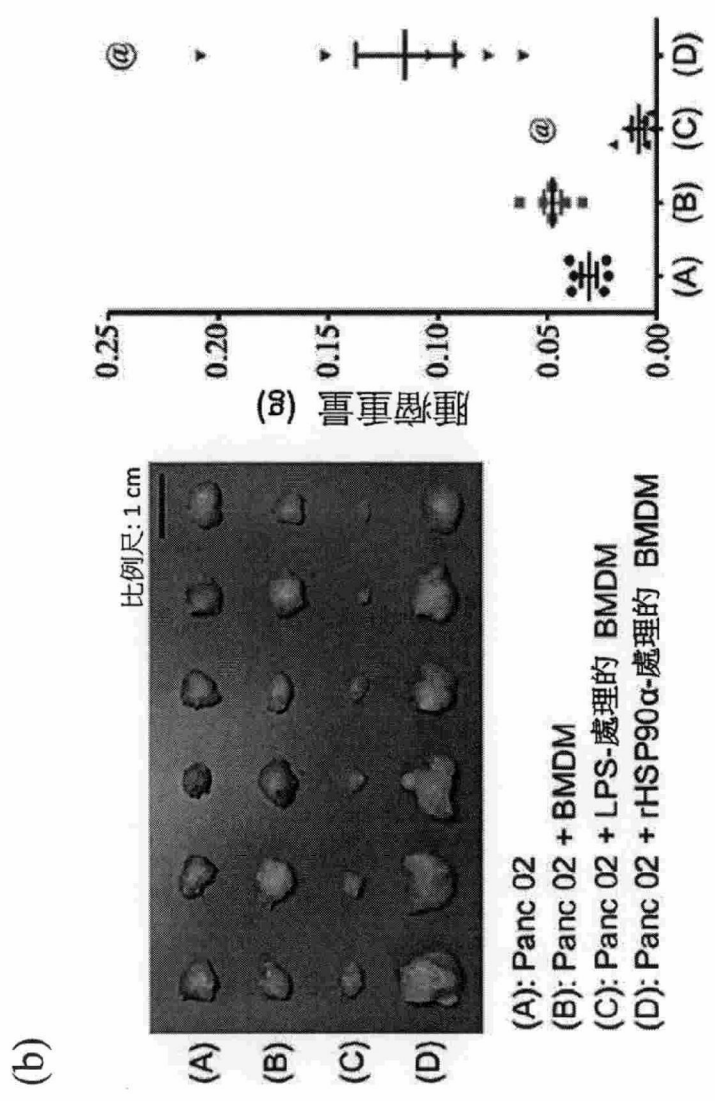 (b)
比例尺: 1 cm
(A)
(B)
(C)
(D)
(A): Panc 02
(B): Panc 02 + BMDM
(C): Panc 02 + LPS-處理的 BMDM
(D): Panc 02 + rHSP90α-處理的 BMDM
腫瘤重量 (g)
0.25
0.20
0.15
0.10
0.05
0.00
@
@
(A)
(B)
(C)
(D)